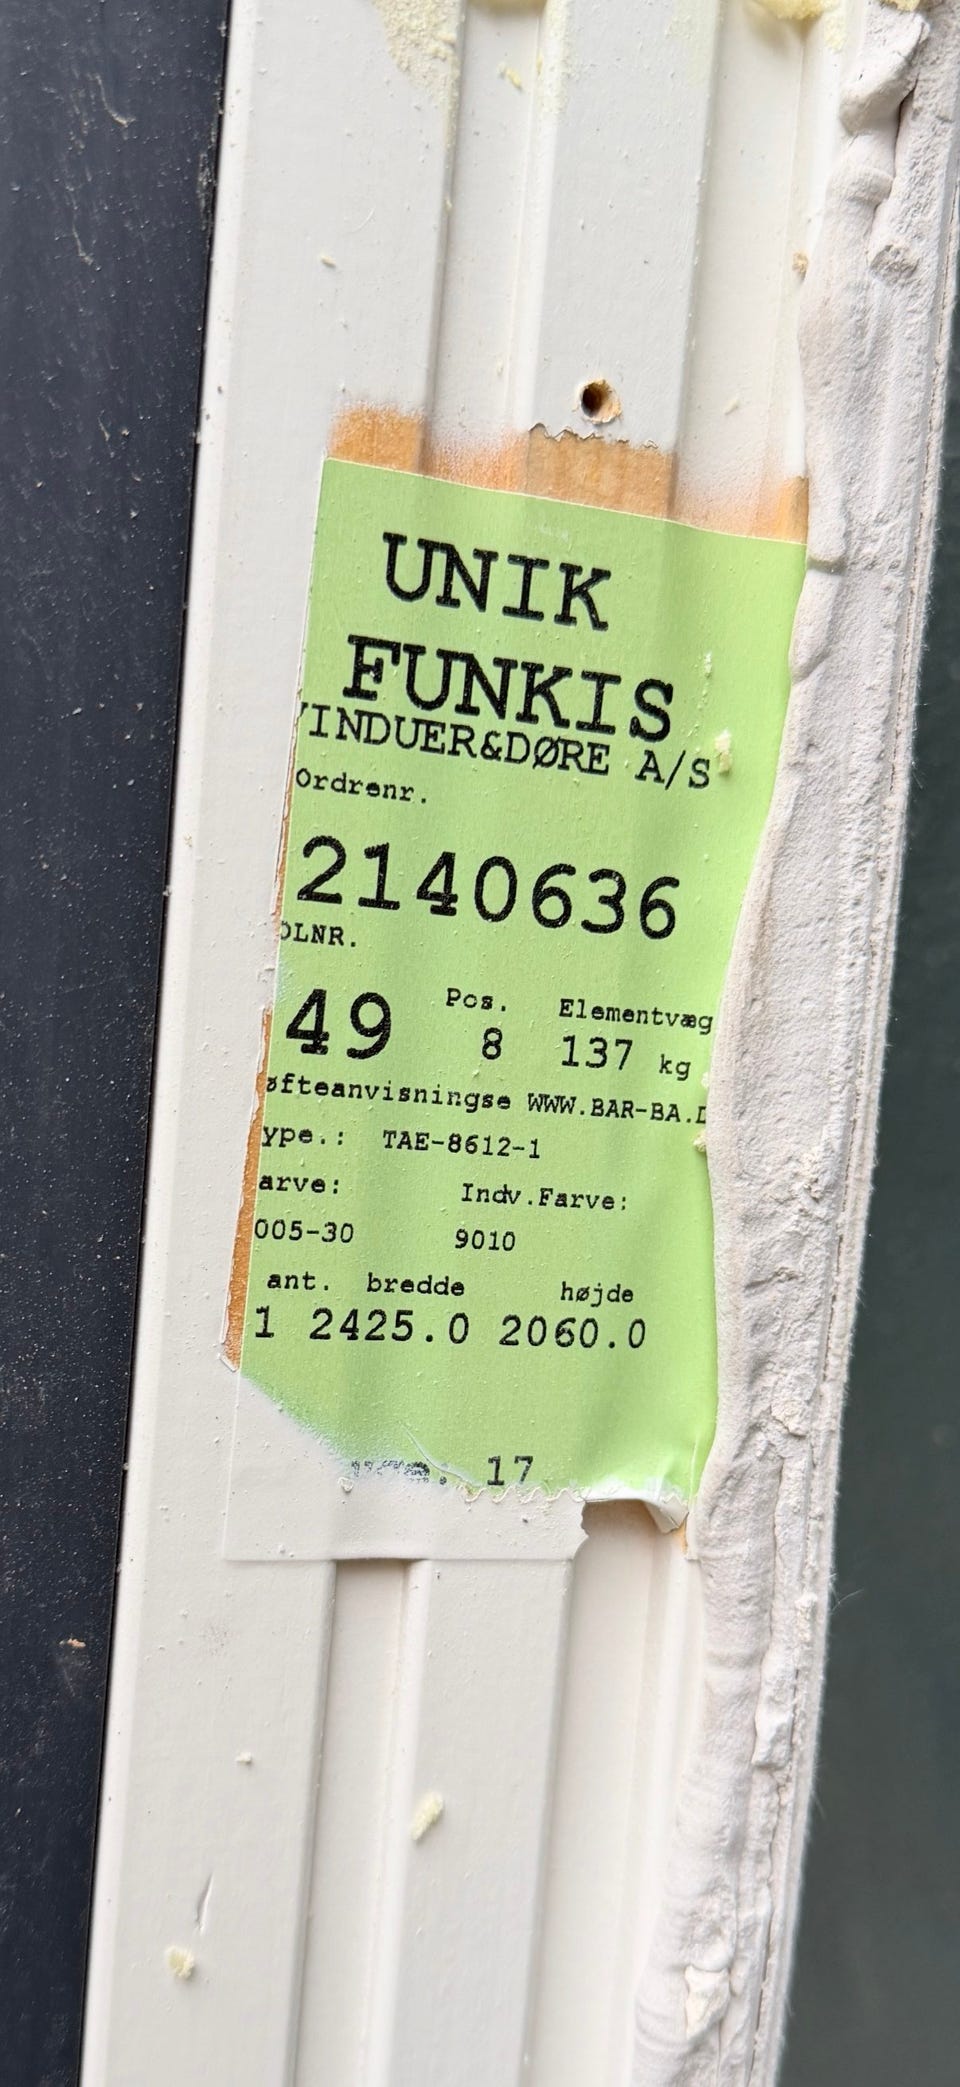 UNIK
FUNKIS
VINDUER&DØRE A/S
Ordrenr.
2140636
OLNR.
49 Pos. 8 Elementvæg 137 kg
øfteanvisningse WWW.BAR-BA.D
ype.: TAE-8612-1
arve: Indv.Farve:
005-30 9010
ant. bredde højde
1 2425.0 2060.0
17